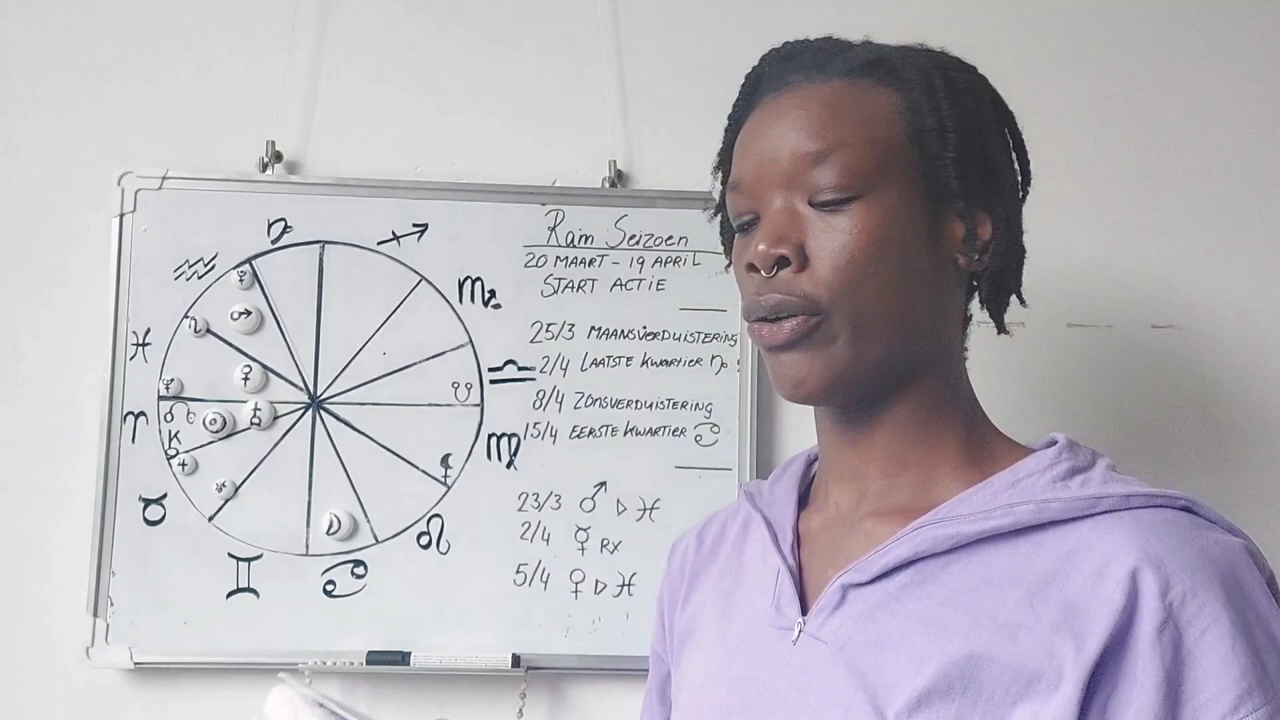 Ram Seizoen
20 MAART - 19 APRIL
START ACTIE
25/3 MAANSVERDUISTERING
2/4 LAATSTE KWARTIER ♑
8/4 ZONSVERDUISTERING
15/4 EERSTE KWARTIER ♋
23/3 ♂ ▷ ♓
2/4 ☿ RX
5/4 ♀ ▷ ♓